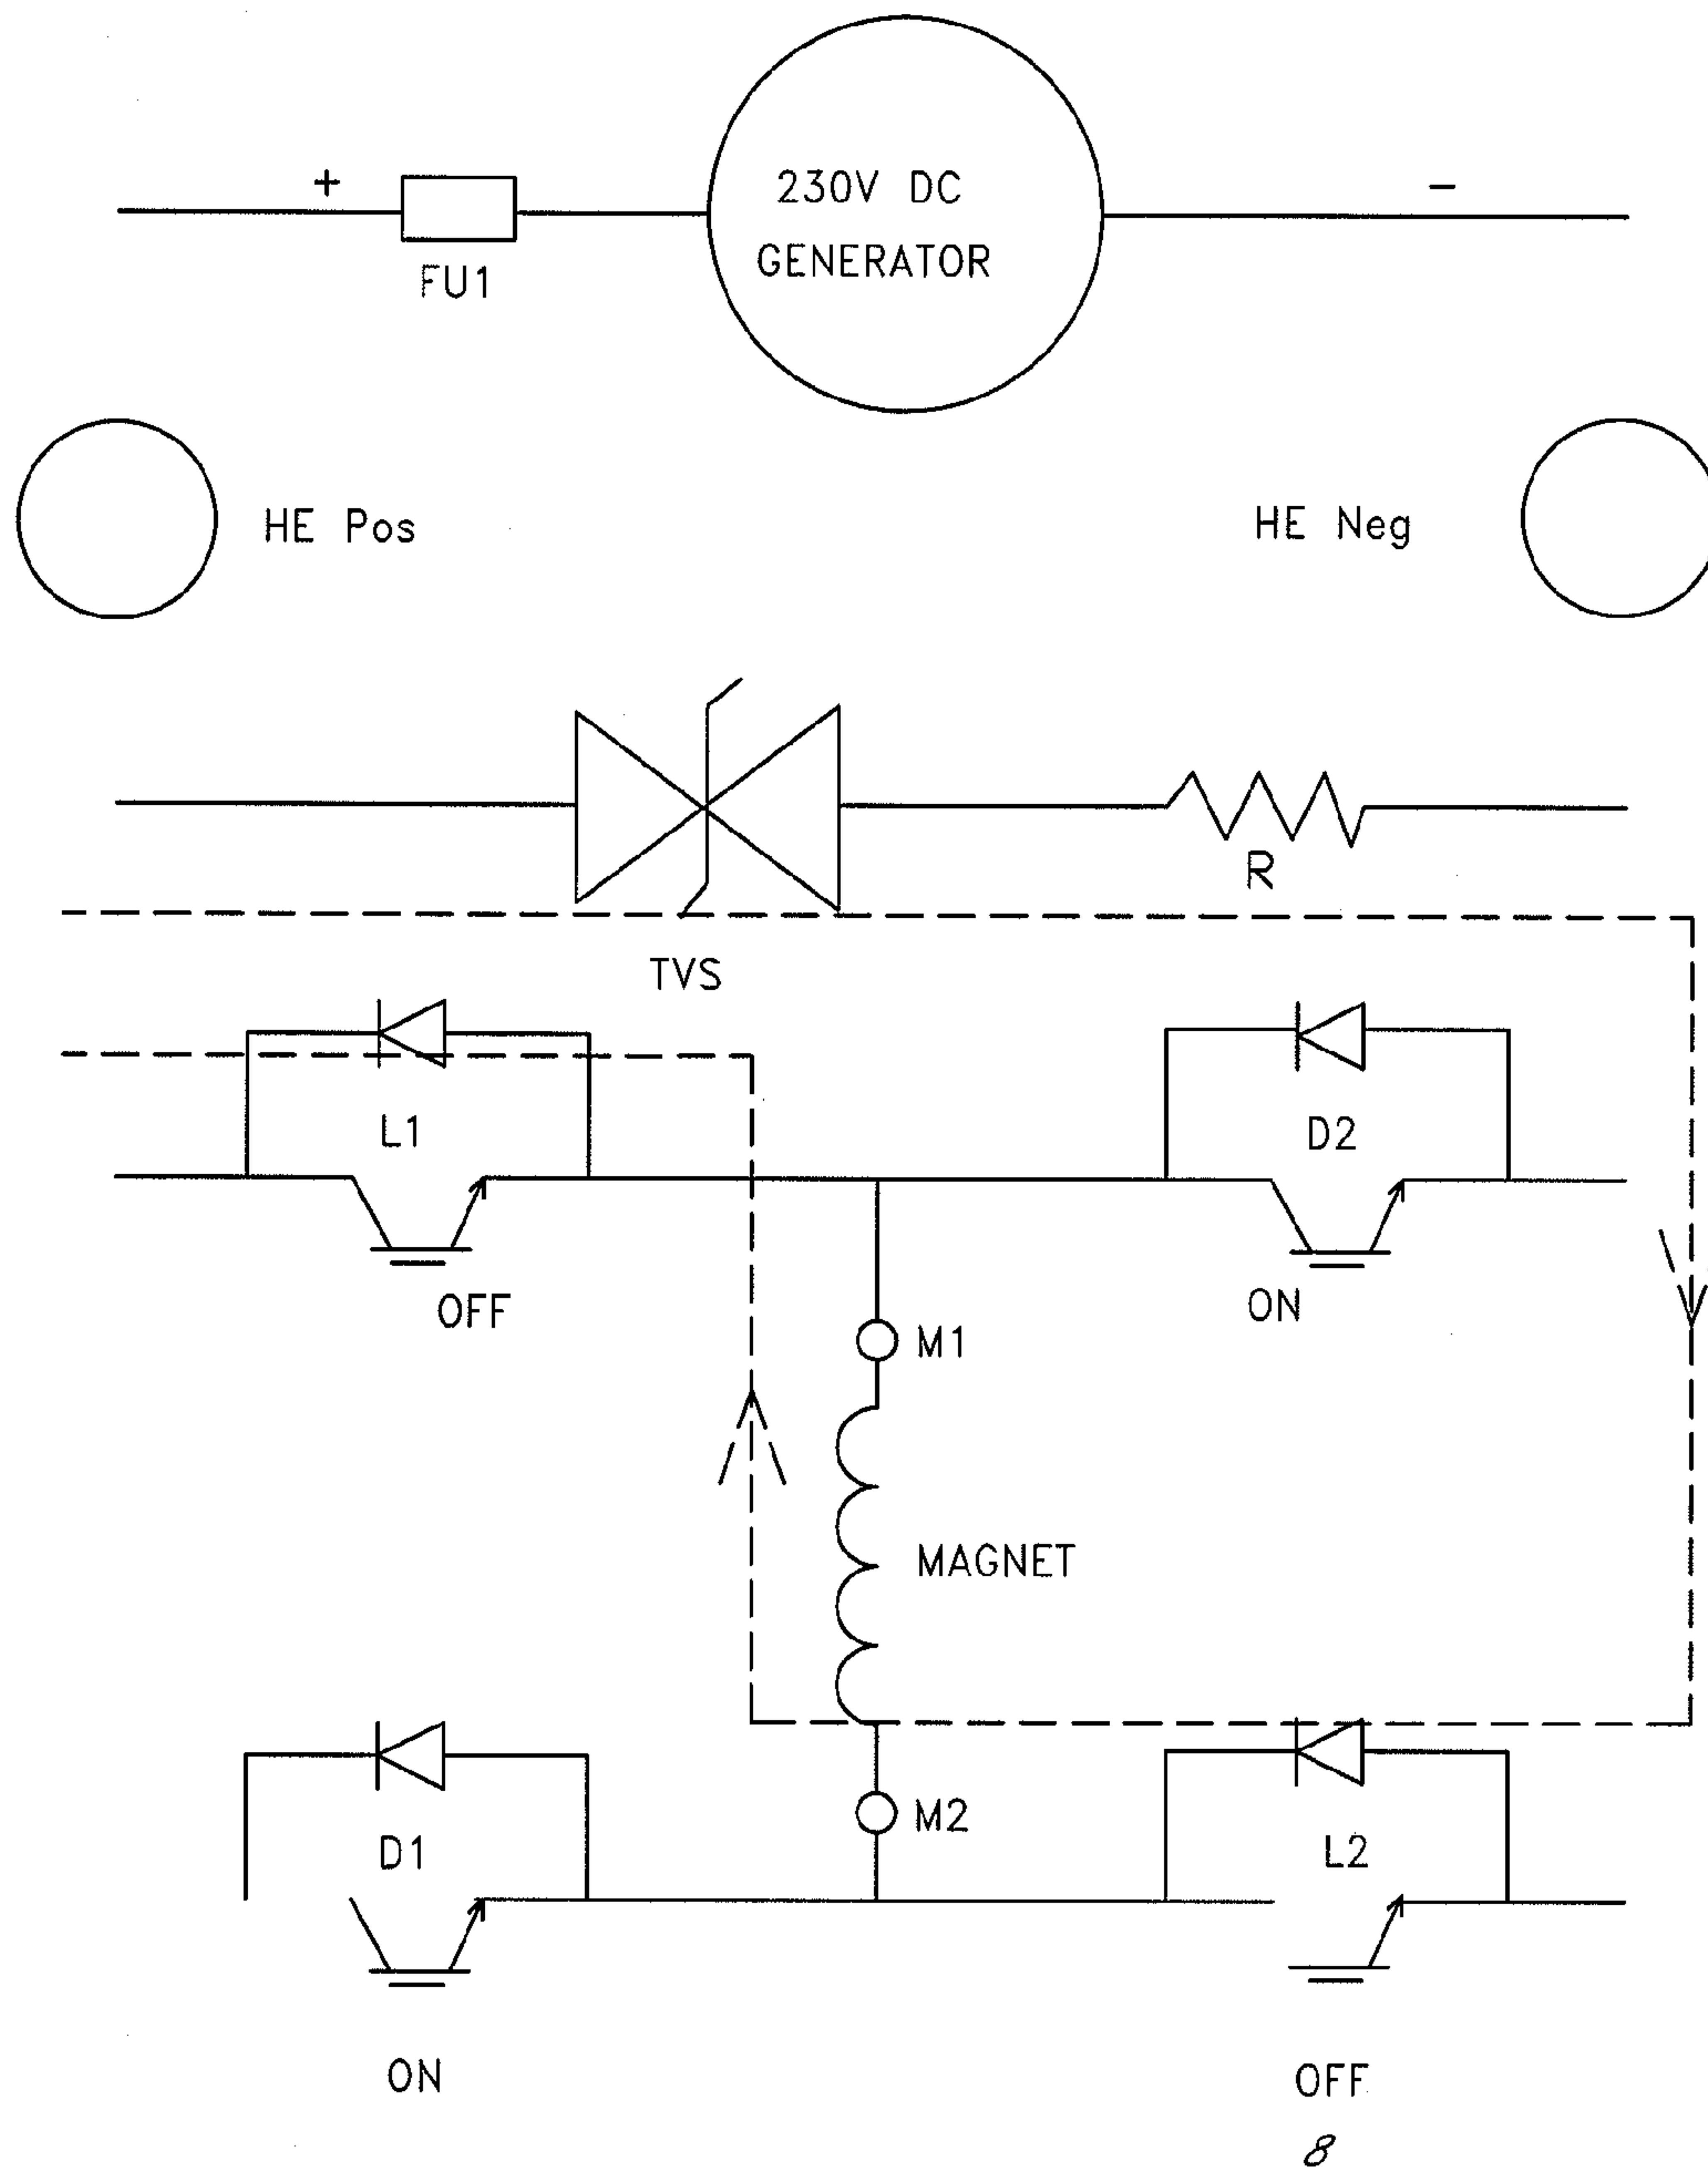 +
230V DC
GENERATOR
−
FU1
HE Pos
HE Neg
R
TVS
L1
D2
OFF
ON
M1
MAGNET
M2
D1
L2
ON
OFF
8